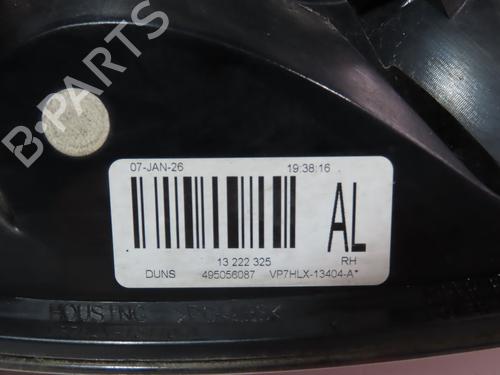 B-PARTS
07-JAN-26 19:38:16
AL
13 222 325 RH
DUNS 495056087 VP7HLX-13404-A*
HOUSING